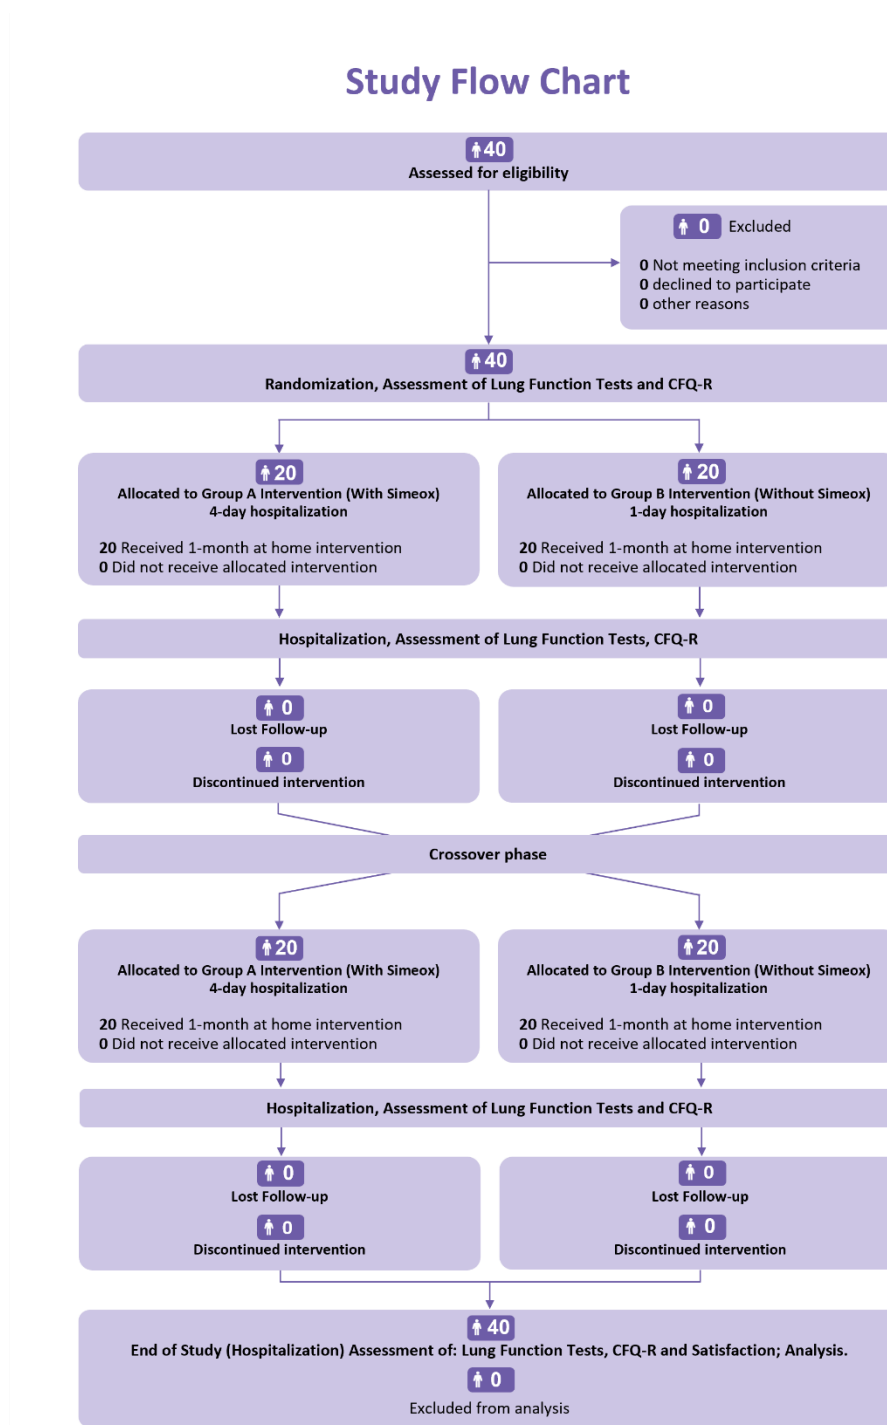 Study Flow Chart
40
Assessed for eligibility
0 Excluded
0 Not meeting inclusion criteria
0 declined to participate
0 other reasons
40
Randomization, Assessment of Lung Function Tests and CFQ-R
20
Allocated to Group A Intervention (With Simeox)
4-day hospitalization
20 Received 1-month at home intervention
0 Did not receive allocated intervention
20
Allocated to Group B Intervention (Without Simeox)
1-day hospitalization
20 Received 1-month at home intervention
0 Did not receive allocated intervention
Hospitalization, Assessment of Lung Function Tests, CFQ-R
0
Lost Follow-up
0
Discontinued intervention
0
Lost Follow-up
0
Discontinued intervention
Crossover phase
20
Allocated to Group A Intervention (With Simeox)
4-day hospitalization
20 Received 1-month at home intervention
0 Did not receive allocated intervention
20
Allocated to Group B Intervention (Without Simeox)
1-day hospitalization
20 Received 1-month at home intervention
0 Did not receive allocated intervention
Hospitalization, Assessment of Lung Function Tests and CFQ-R
0
Lost Follow-up
0
Discontinued intervention
0
Lost Follow-up
0
Discontinued intervention
40
End of Study (Hospitalization) Assessment of: Lung Function Tests, CFQ-R and Satisfaction; Analysis.
0
Excluded from analysis